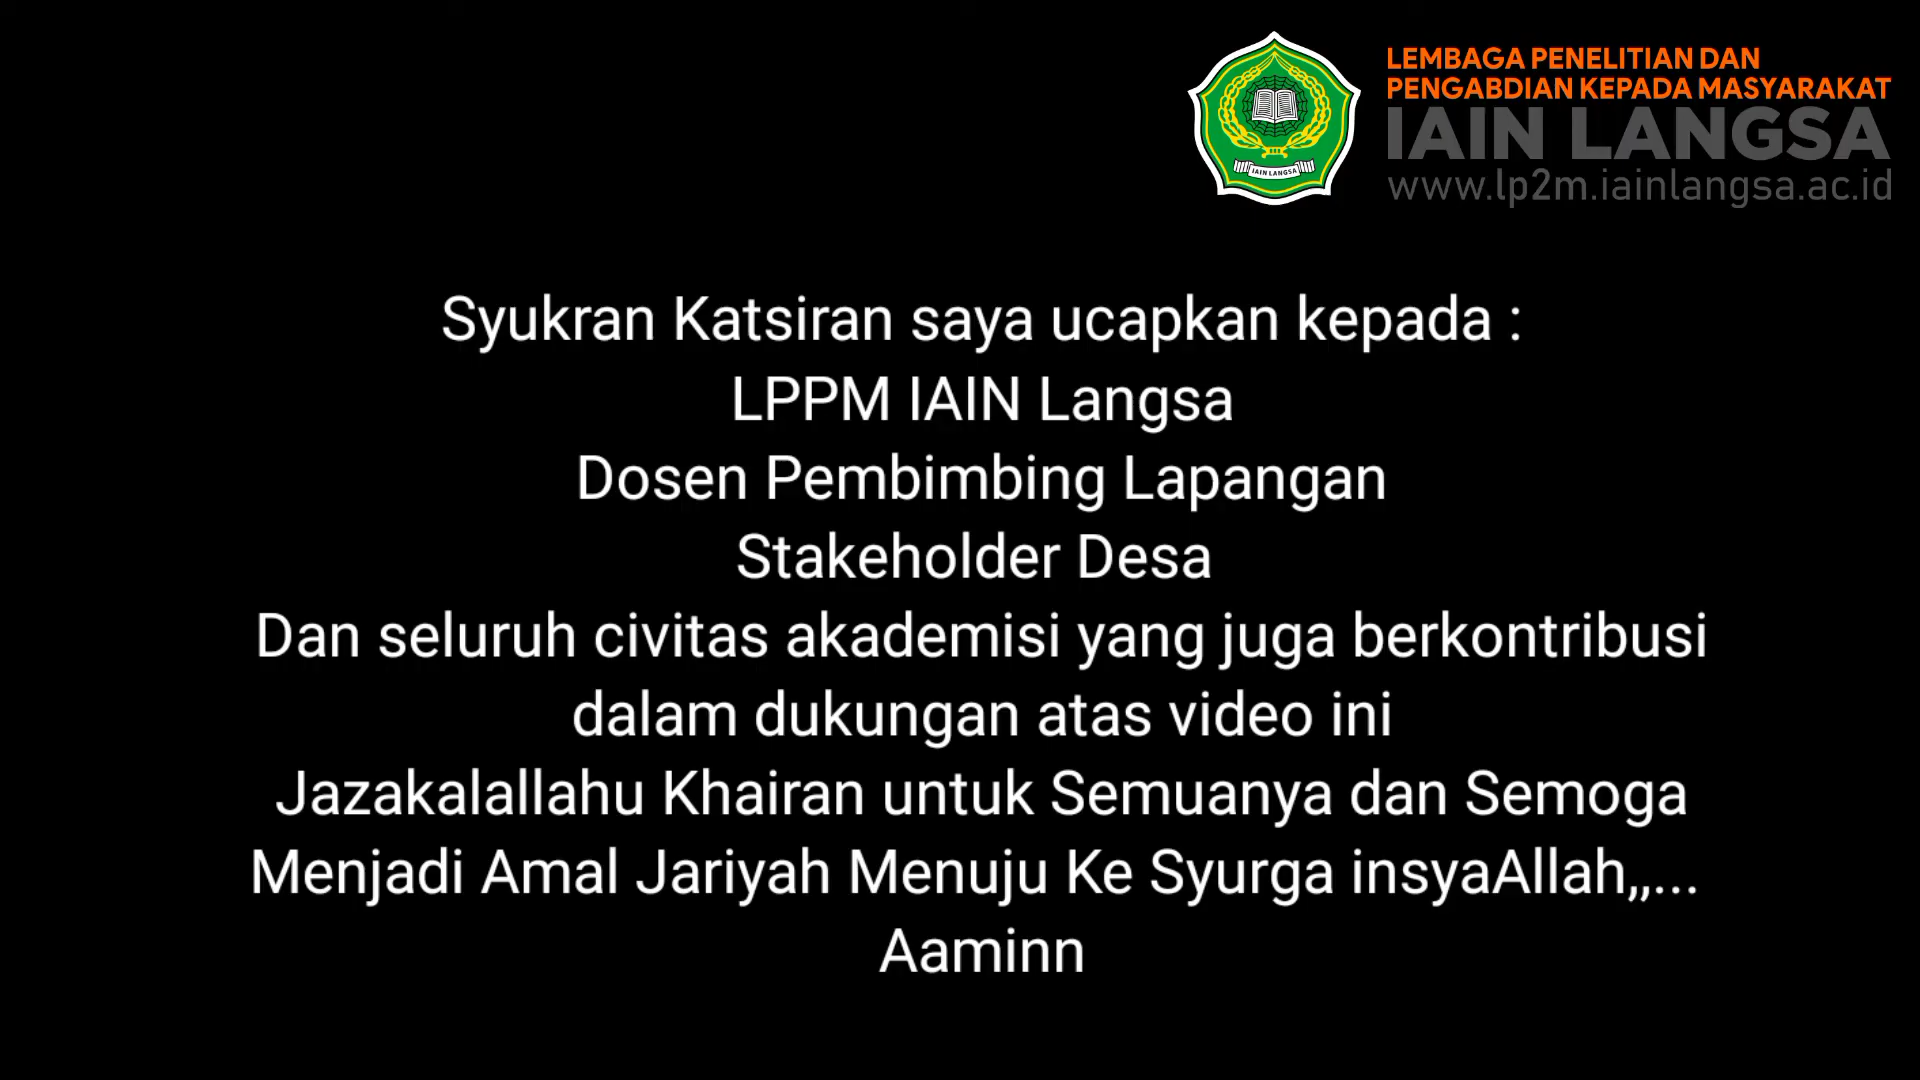 LEMBAGA PENELITIAN DAN
PENGABDIAN KEPADA MASYARAKAT
IAIN LANGSA
www.lp2m.iainlangsa.ac.id
IAIN LANGSA
Syukran Katsiran saya ucapkan kepada :
LPPM IAIN Langsa
Dosen Pembimbing Lapangan
Stakeholder Desa
Dan seluruh civitas akademisi yang juga berkontribusi
dalam dukungan atas video ini
Jazakalallahu Khairan untuk Semuanya dan Semoga
Menjadi Amal Jariyah Menuju Ke Syurga insyaAllah,,...
Aaminn